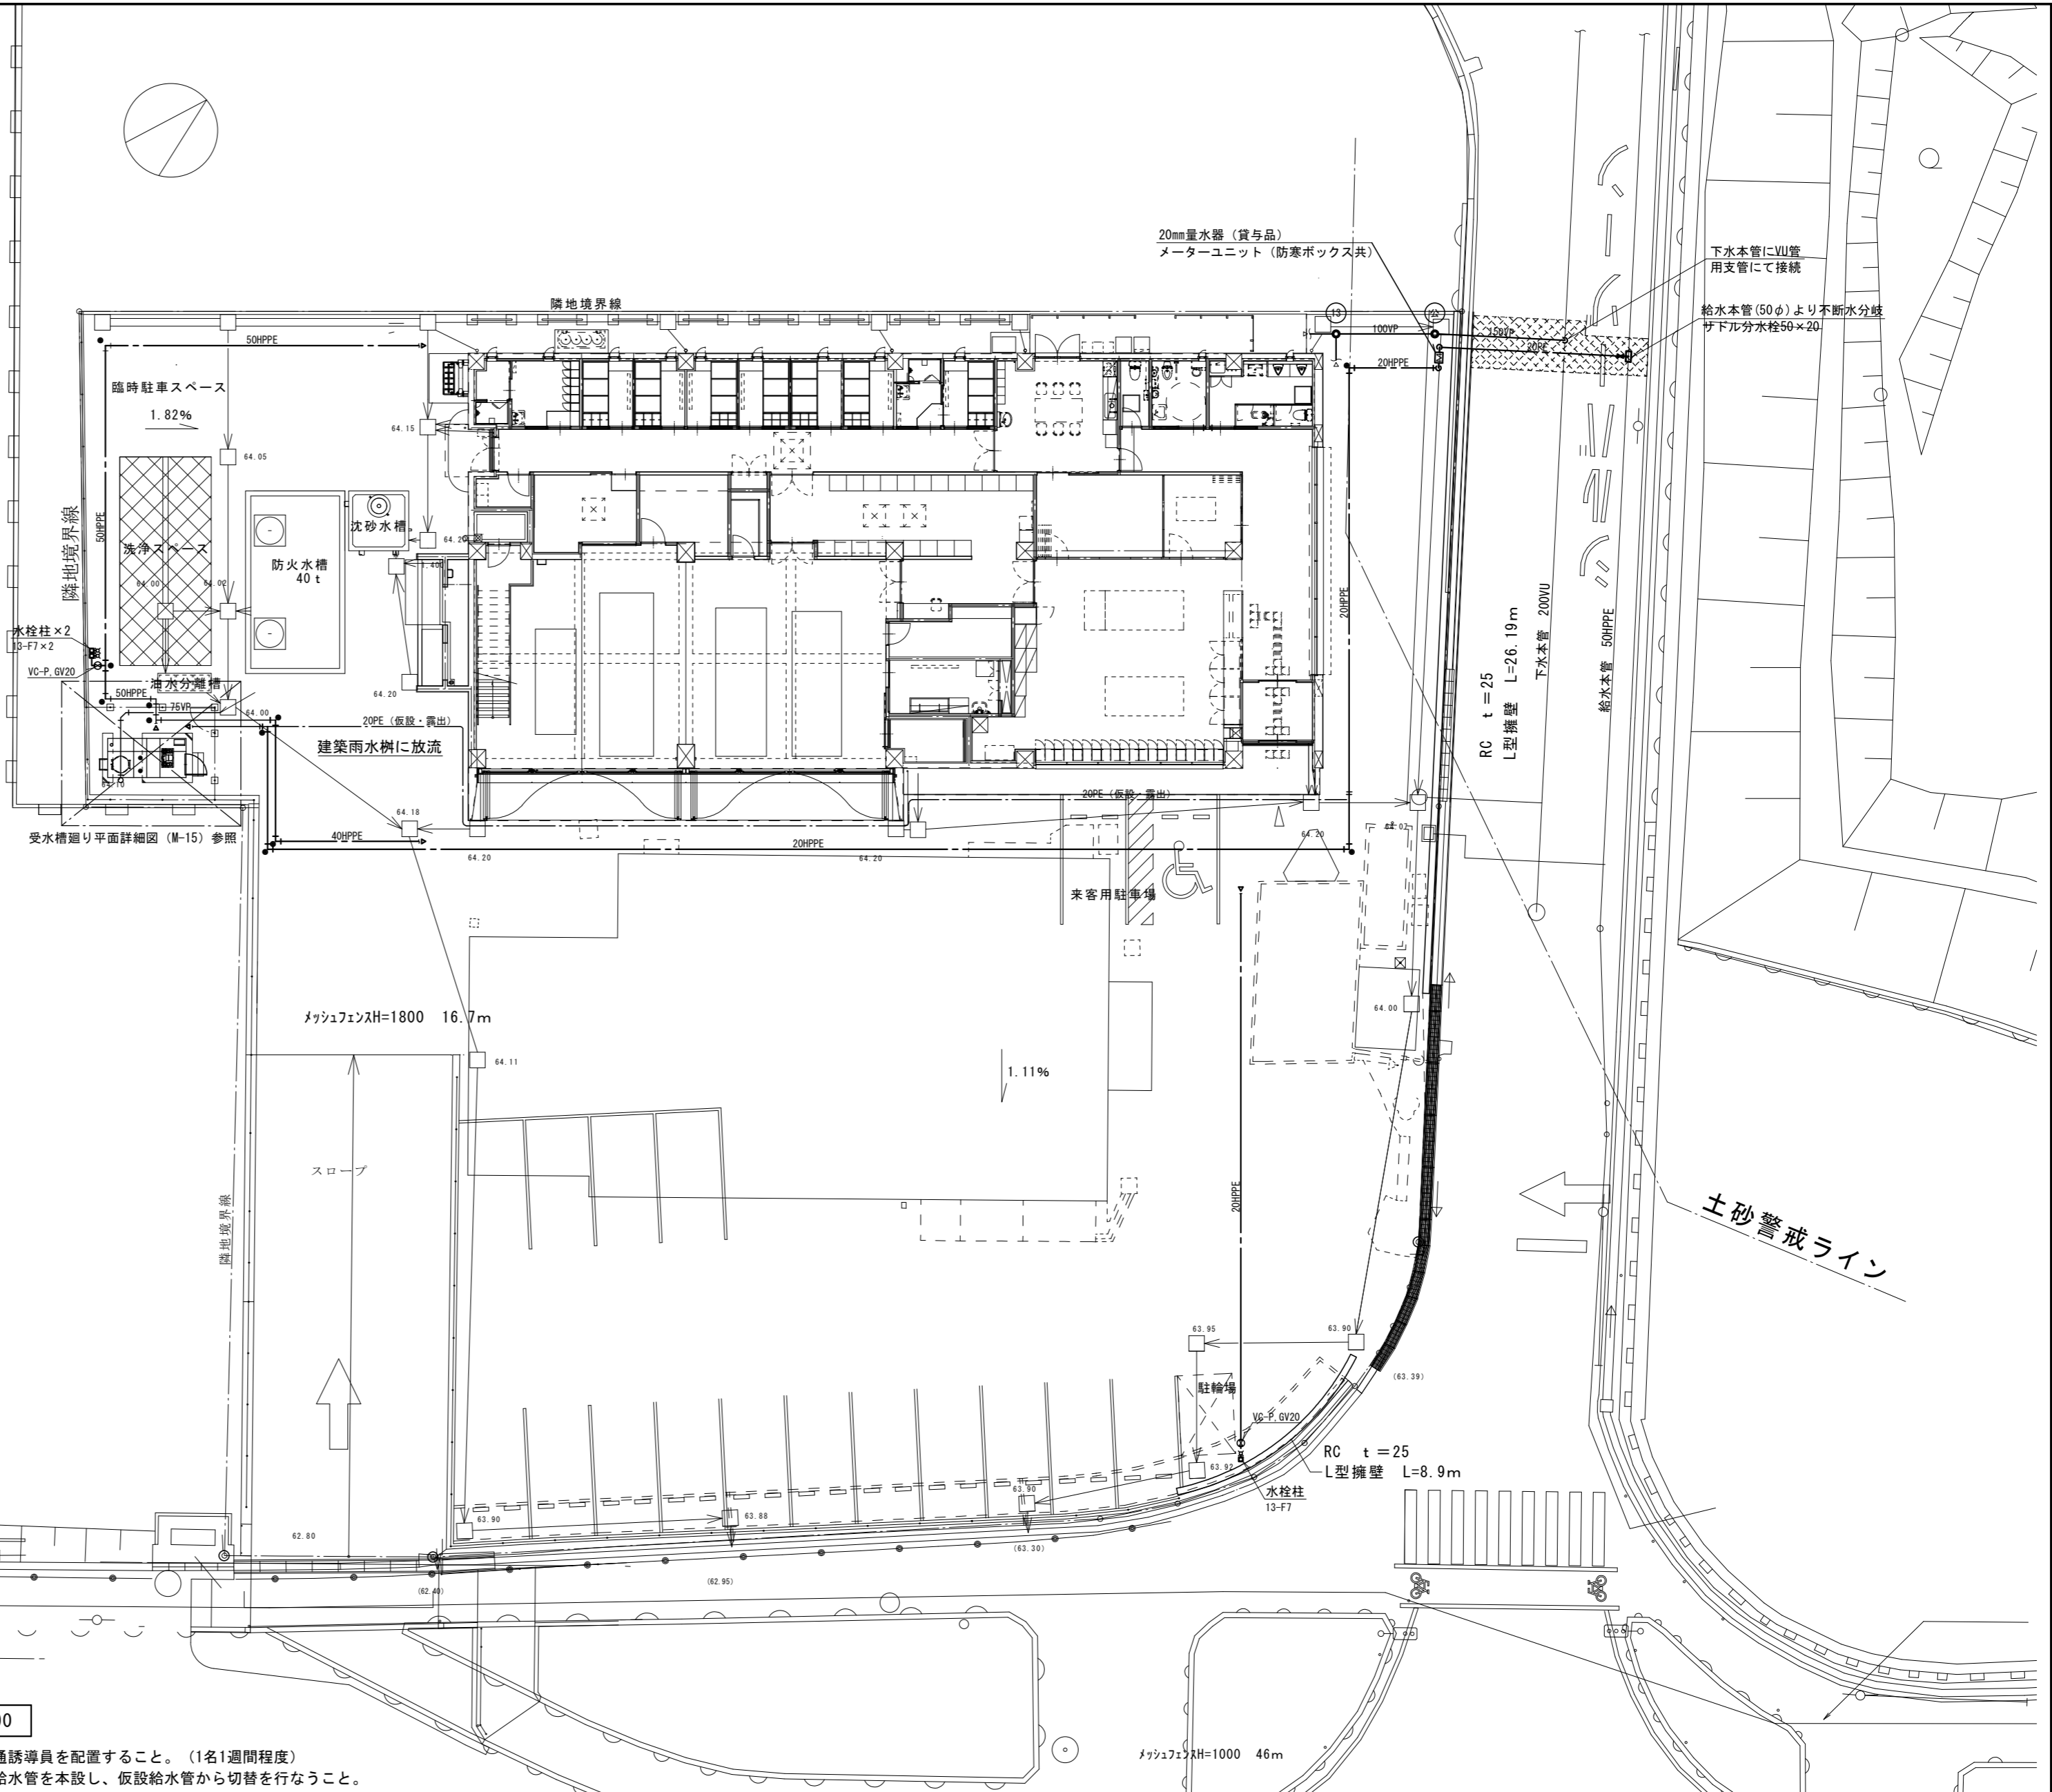 20mm量水器（貸与品）
メーターユニット（防寒ボックス共）
下水本管にVU管
用支管にて接続
給水本管(50φ)より不断水分岐
サドル分水栓50×20
隣地境界線
13
公
100VP
150VP
20PE
20HPPE
50HPPE
臨時駐車スペース
1.82%
64.15
64.05
隣地境界線
50HPPE
洗浄スペース
沈砂水槽
防火水槽
40ｔ
64.00
64.02
水栓柱×2
13-F7×2
VC-P,GV20
油水分離槽
64.20
50HPPE
75VP
64.00
20PE（仮設・露出）
建築雨水桝に放流
受水槽廻り平面詳細図（M-15）参照
64.18
40HPPE
64.20
20HPPE
64.20
20PE（仮設・露出）
64.20
64.07
20HPPE
RC ｔ＝25
L型擁壁 L=26.19ｍ
下水本管 200VU
給水本管 50HPPE
来客用駐車場
64.00
メッシュフェンスH=1800 16.7ｍ
64.11
1.11%
スロープ
隣地境界線
20HPPE
土砂警戒ライン
63.95
63.90
(63.39)
駐輪場
VC-P,GV20
RC ｔ＝25
L型擁壁 L=8.9ｍ
63.92
水栓柱
13-F7
63.90
63.88
63.90
62.80
(63.30)
(62.95)
(62.40)
メッシュフェンスH=1000 46ｍ
通誘導員を配置すること。（1名1週間程度）
給水管を本設し、仮設給水管から切替を行なうこと。